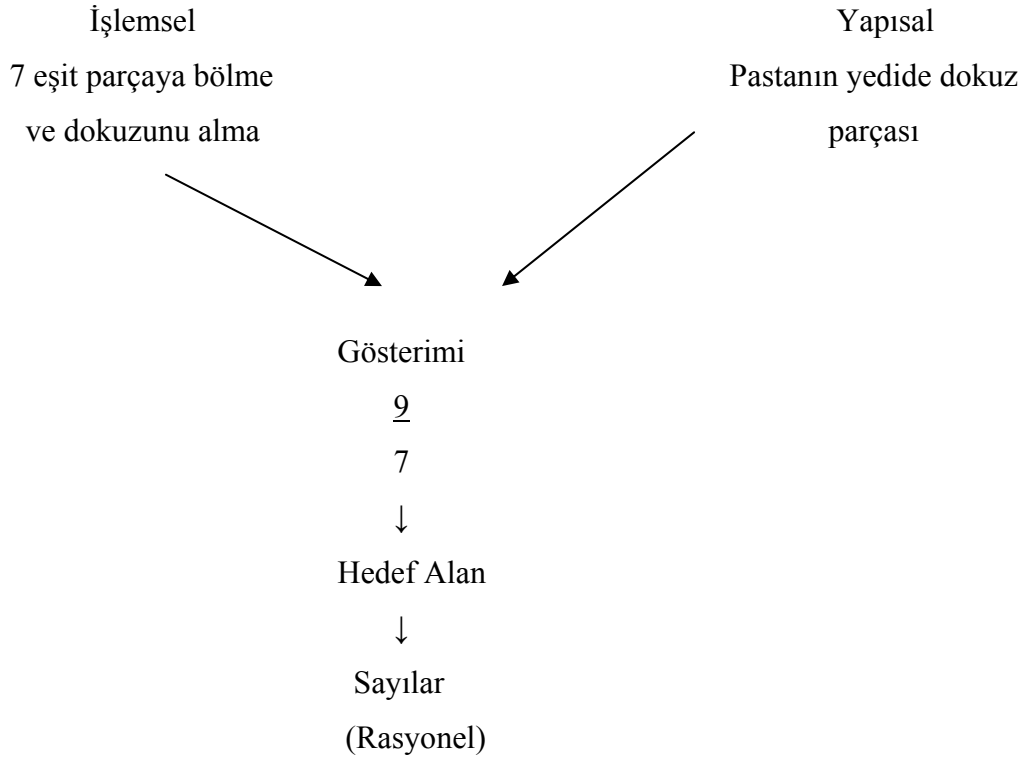 İşlemsel
7 eşit parçaya bölme
ve dokuzunu alma
Yapısal
Pastanın yedide dokuz
parçası
Gösterimi
9
7
↓
Hedef Alan
↓
Sayılar
(Rasyonel)